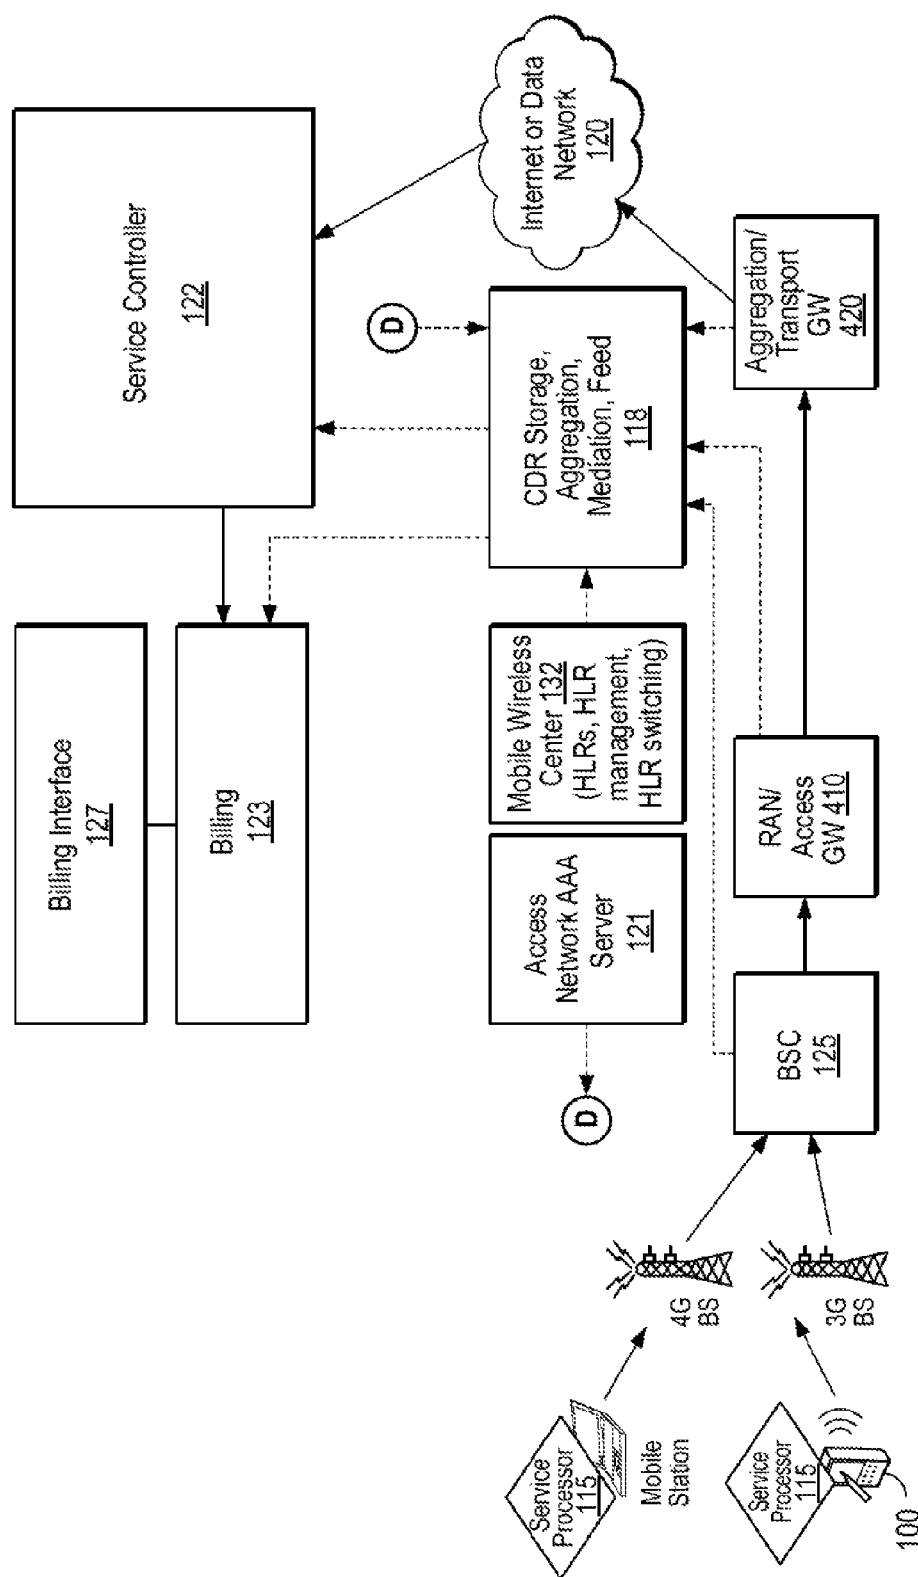 Billing Interface
127
Billing
123
Service Controller
122
Access
Network AAA
Server
121
Mobile Wireless
Center 132
(HLRs, HLR
management,
HLR switching)
CDR Storage,
Aggregation,
Mediation, Feed
118
D
Internet or Data
Network
120
D
Service
Processor
115
Mobile
Station
4G
BS
Service
Processor
115
100
3G
BS
BSC
125
RAN/
Access
GW 410
Aggregation/
Transport
GW
420